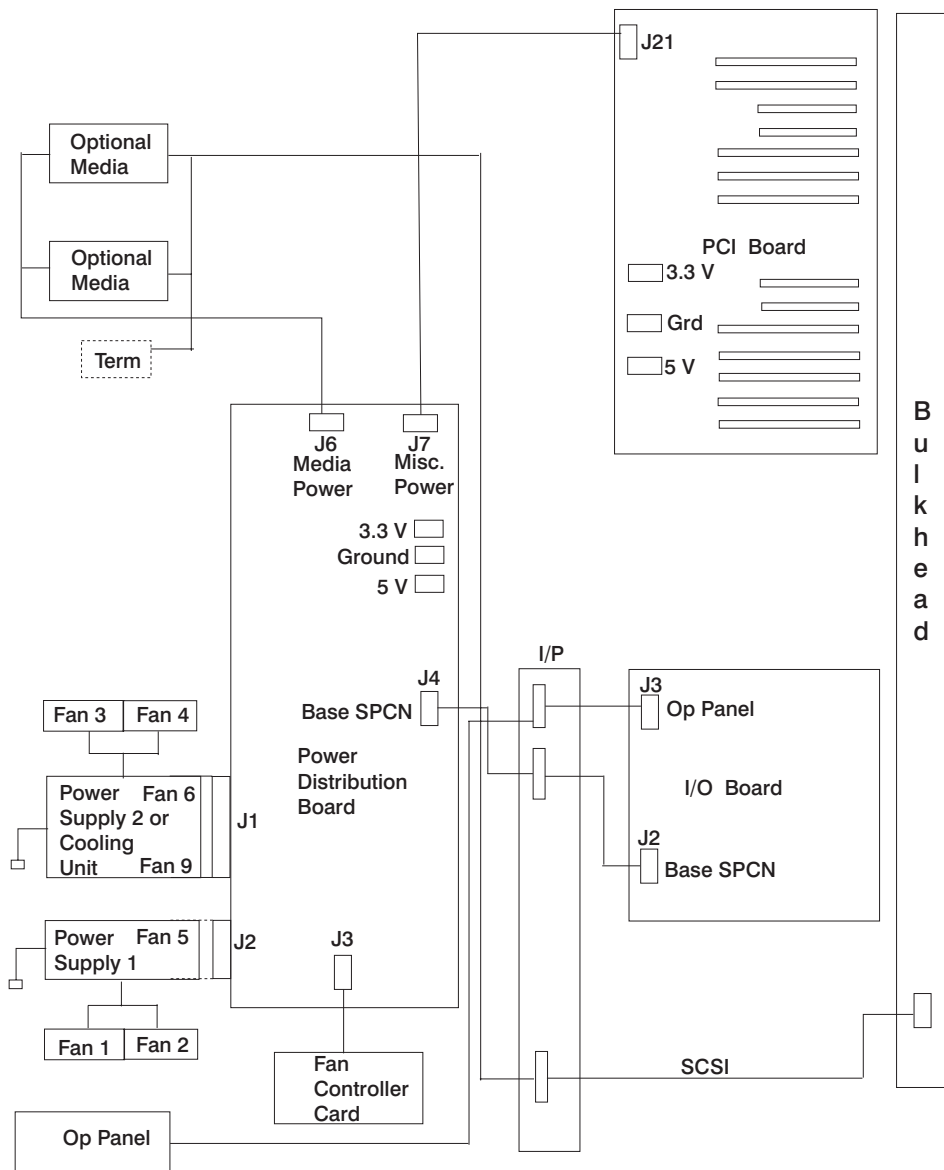 J21
Optional
Media
PCI Board
3.3 V
Grd
5 V
Optional
Media
Term
J6
Media
Power
J7
Misc.
Power
3.3 V
Ground
5 V
Bulkhead
I/P
J4
Base SPCN
Power
Distribution
Board
J3
Op Panel
I/O Board
J2
Base SPCN
Fan 3
Fan 4
Power
Supply 2 or
Cooling
Unit
Fan 6
Fan 9
J1
Power
Supply 1
Fan 5
J2
J3
Fan 1
Fan 2
Fan
Controller
Card
SCSI
Op Panel